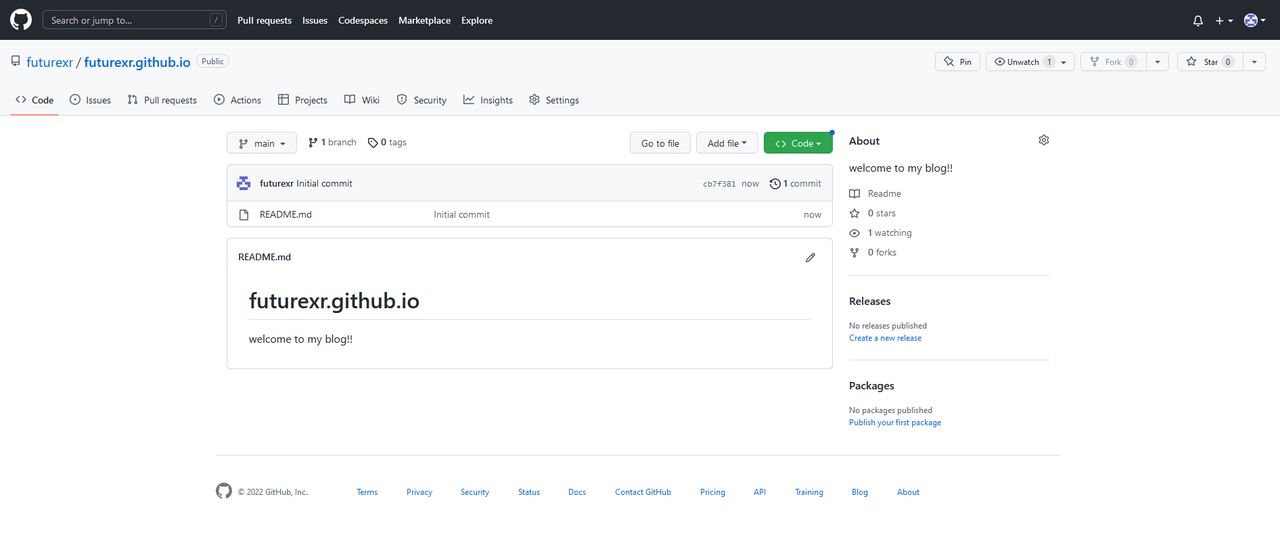 Search or jump to... /
Pull requests Issues Codespaces Marketplace Explore
futurexr / futurexr.github.io Public
Pin Unwatch 1 Fork 0 Star 0
Code Issues Pull requests Actions Projects Wiki Security Insights Settings
main 1 branch 0 tags Go to file Add file Code
futurexr Initial commit cb7f381 now 1 commit
README.md Initial commit now
README.md
futurexr.github.io
welcome to my blog!!
About
welcome to my blog!!
Readme
0 stars
1 watching
0 forks
Releases
No releases published
Create a new release
Packages
No packages published
Publish your first package
© 2022 GitHub, Inc. Terms Privacy Security Status Docs Contact GitHub Pricing API Training Blog About